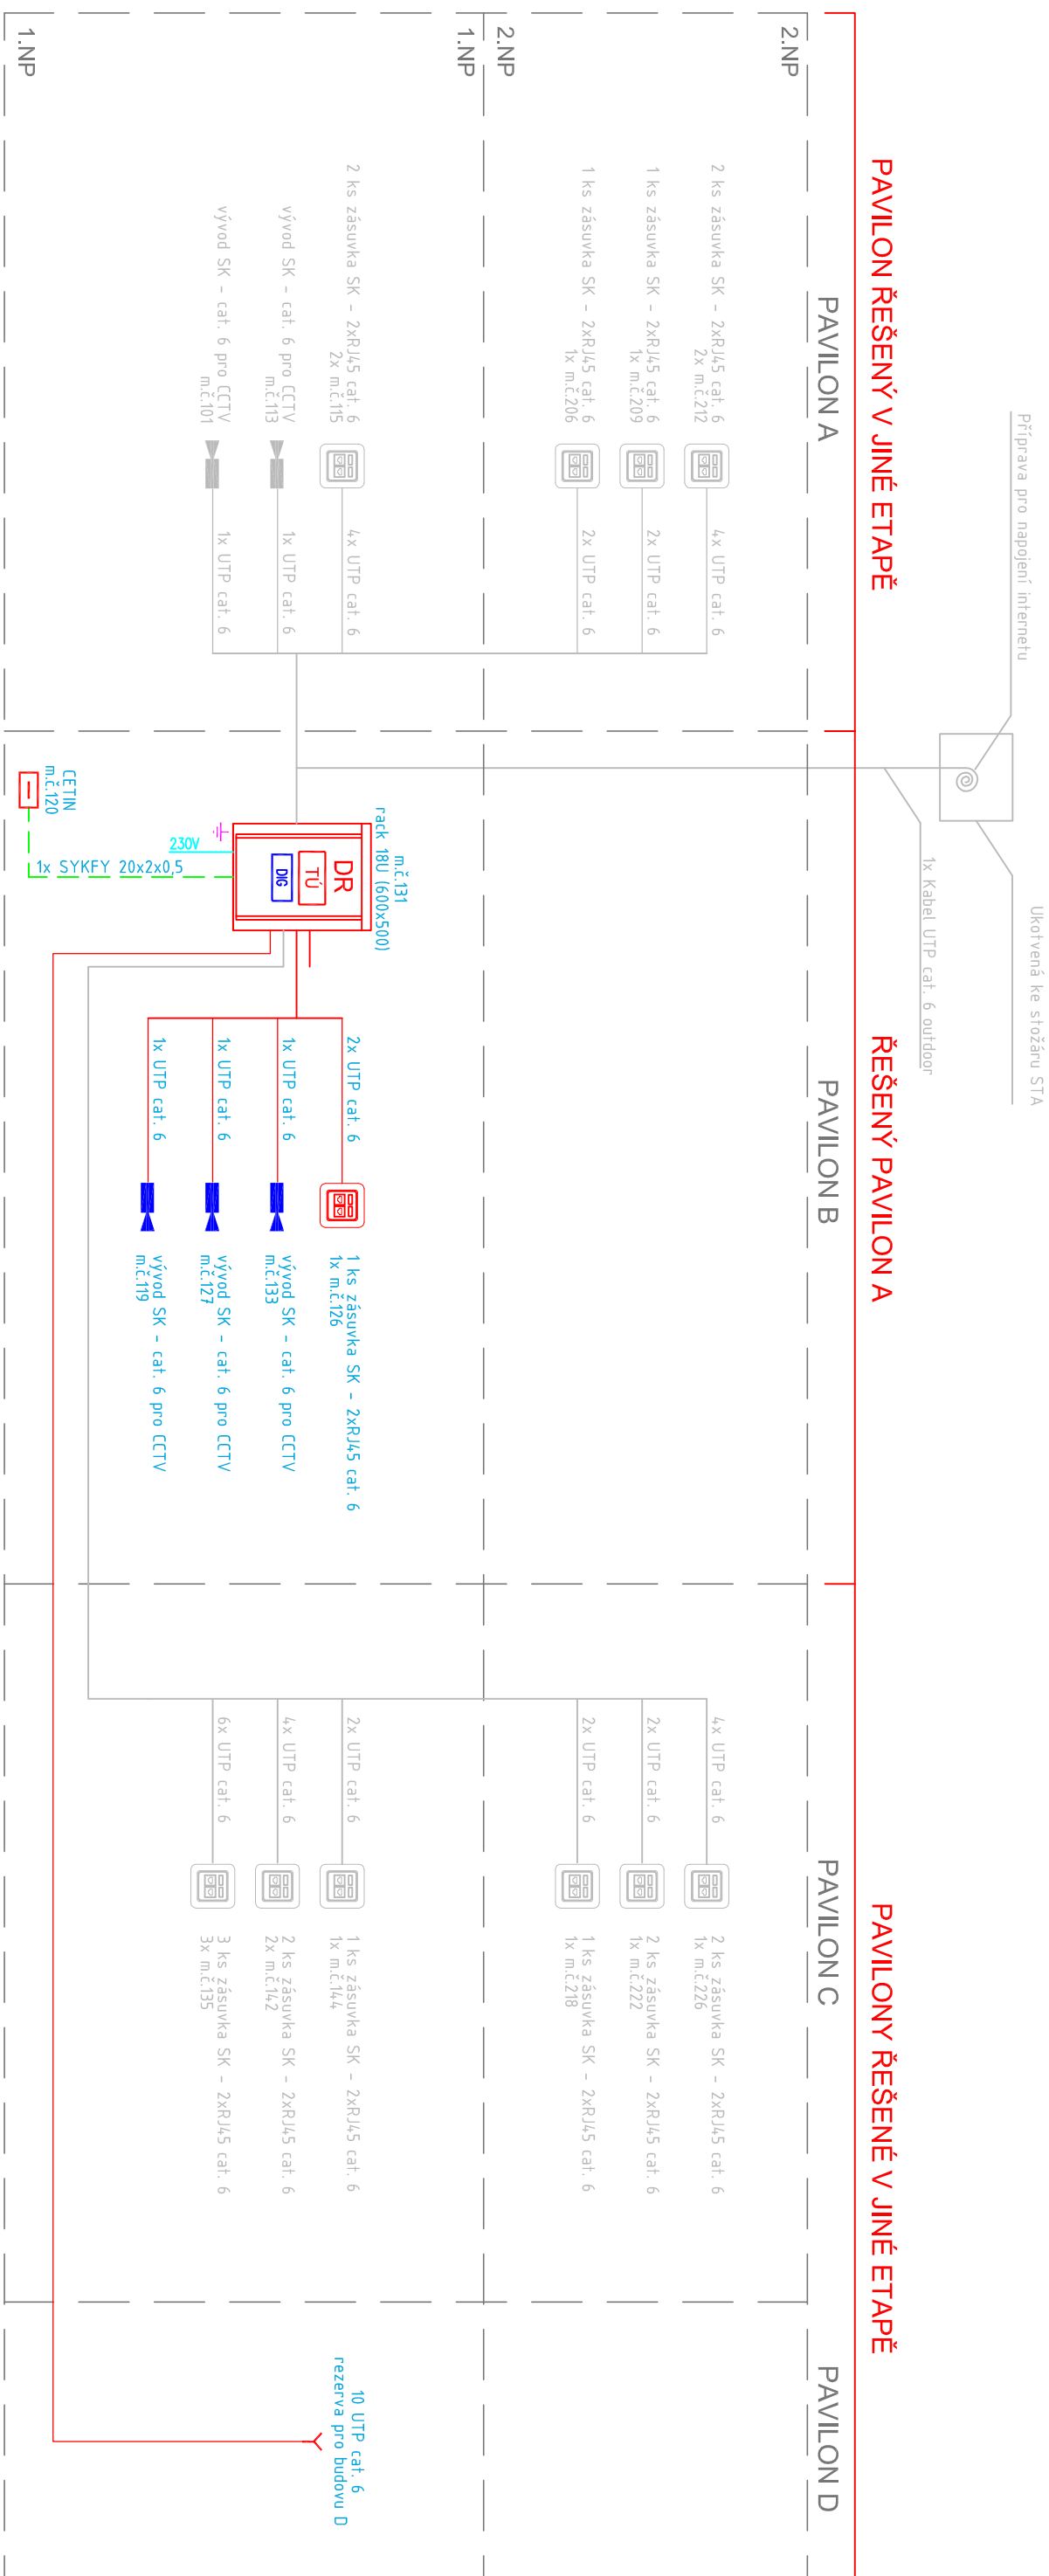 Příprava pro napojení internetu
Ukotvená ke stožáru STA
1x Kabel UTP cat. 6 outdoor
PAVILON ŘEŠENÝ V JINÉ ETAPĚ
ŘEŠENÝ PAVILON A
PAVILONY ŘEŠENÉ V JINÉ ETAPĚ
PAVILON A
PAVILON B
PAVILON C
PAVILON D
2.NP
2 ks zásuvka SK - 2xRJ45 cat. 6
2x m.č.212
4x UTP cat. 6
1 ks zásuvka SK - 2xRJ45 cat. 6
1x m.č.209
2x UTP cat. 6
1 ks zásuvka SK - 2xRJ45 cat. 6
1x m.č.206
2x UTP cat. 6
4x UTP cat. 6
2 ks zásuvka SK - 2xRJ45 cat. 6
1x m.č.226
2x UTP cat. 6
2 ks zásuvka SK - 2xRJ45 cat. 6
1x m.č.222
2x UTP cat. 6
1 ks zásuvka SK - 2xRJ45 cat. 6
1x m.č.218
2.NP
1.NP
2 ks zásuvka SK - 2xRJ45 cat. 6
2x m.č.115
4x UTP cat. 6
vývod SK - cat. 6 pro CCTV
m.č.113
1x UTP cat. 6
vývod SK - cat. 6 pro CCTV
m.č.101
1x UTP cat. 6
m.č.131
rack 18U (600x500)
DR
TÚ
DIG
230V
1x SYKFY 20x2x0,5
CETIN
m.č.120
2x UTP cat. 6
1 ks zásuvka SK - 2xRJ45 cat. 6
1x m.č.126
1x UTP cat. 6
vývod SK - cat. 6 pro CCTV
m.č.133
1x UTP cat. 6
vývod SK - cat. 6 pro CCTV
m.č.127
1x UTP cat. 6
vývod SK - cat. 6 pro CCTV
m.č.119
2x UTP cat. 6
1 ks zásuvka SK - 2xRJ45 cat. 6
1x m.č.144
4x UTP cat. 6
2 ks zásuvka SK - 2xRJ45 cat. 6
2x m.č.142
6x UTP cat. 6
3 ks zásuvka SK - 2xRJ45 cat. 6
3x m.č.135
10 UTP cat. 6
rezerva pro budovu D
1.NP